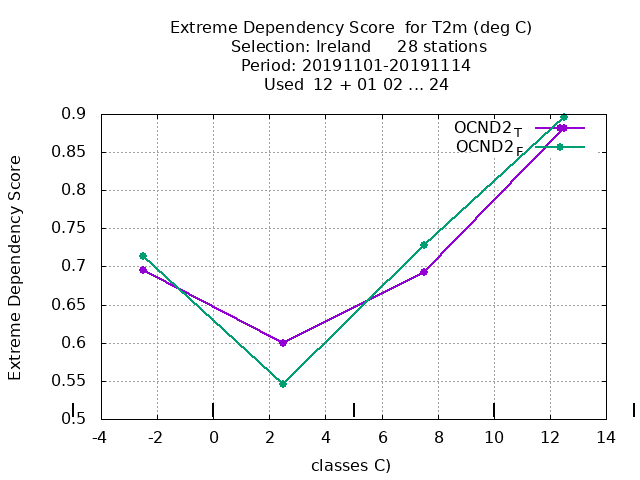 Extreme Dependency Score  for T2m (deg C)
Selection: Ireland     28 stations
Period: 20191101-20191114
Used  12 + 01 02 ... 24
Extreme Dependency Score
0.9
0.85
0.8
0.75
0.7
0.65
0.6
0.55
0.5
OCND2T
OCND2F
-4 -2 0 2 4 6 8 10 12 14
classes C)